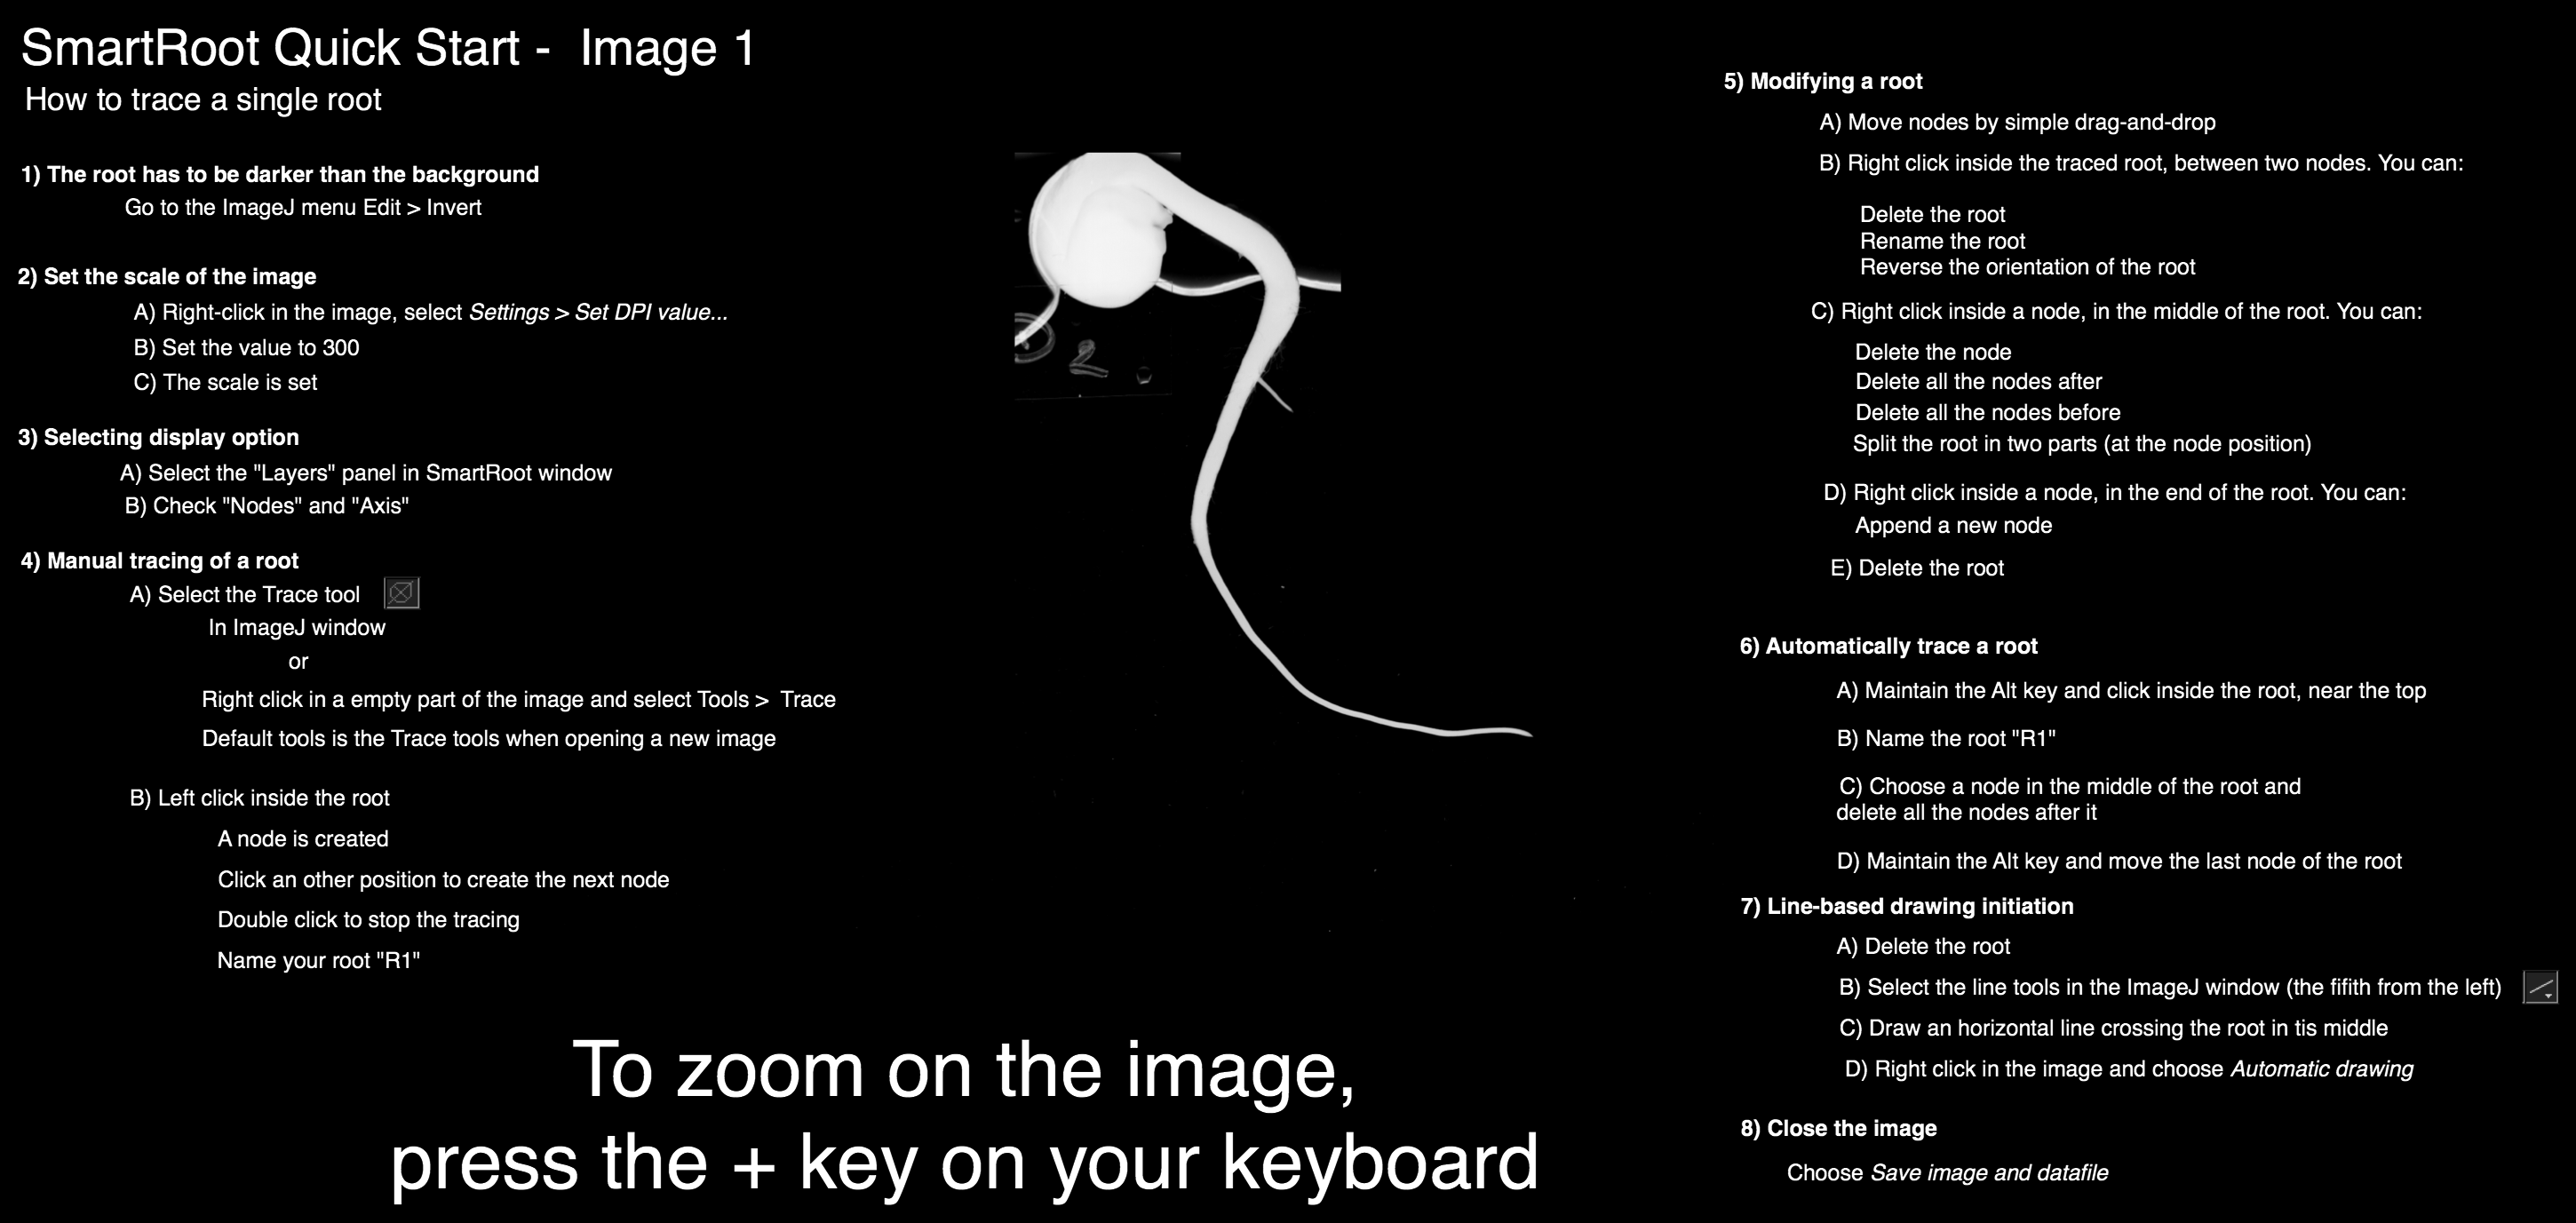 SmartRoot Quick Start -  Image 1
How to trace a single root
1) The root has to be darker than the background
Go to the ImageJ menu Edit > Invert
2) Set the scale of the image
A) Right-click in the image, select Settings > Set DPI value...
B) Set the value to 300
C) The scale is set
3) Selecting display option
A) Select the "Layers" panel in SmartRoot window
B) Check "Nodes" and "Axis"
4) Manual tracing of a root
A) Select the Trace tool
In ImageJ window
or
Right click in a empty part of the image and select Tools >  Trace
Default tools is the Trace tools when opening a new image
B) Left click inside the root
A node is created
Click an other position to create the next node
Double click to stop the tracing
Name your root "R1"
2
To zoom on the image,
press the + key on your keyboard
5) Modifying a root
A) Move nodes by simple drag-and-drop
B) Right click inside the traced root, between two nodes. You can:
Delete the root
Rename the root
Reverse the orientation of the root
C) Right click inside a node, in the middle of the root. You can:
Delete the node
Delete all the nodes after
Delete all the nodes before
Split the root in two parts (at the node position)
D) Right click inside a node, in the end of the root. You can:
Append a new node
E) Delete the root
6) Automatically trace a root
A) Maintain the Alt key and click inside the root, near the top
B) Name the root "R1"
C) Choose a node in the middle of the root and
delete all the nodes after it
D) Maintain the Alt key and move the last node of the root
7) Line-based drawing initiation
A) Delete the root
B) Select the line tools in the ImageJ window (the fifith from the left)
C) Draw an horizontal line crossing the root in tis middle
D) Right click in the image and choose Automatic drawing
8) Close the image
Choose Save image and datafile